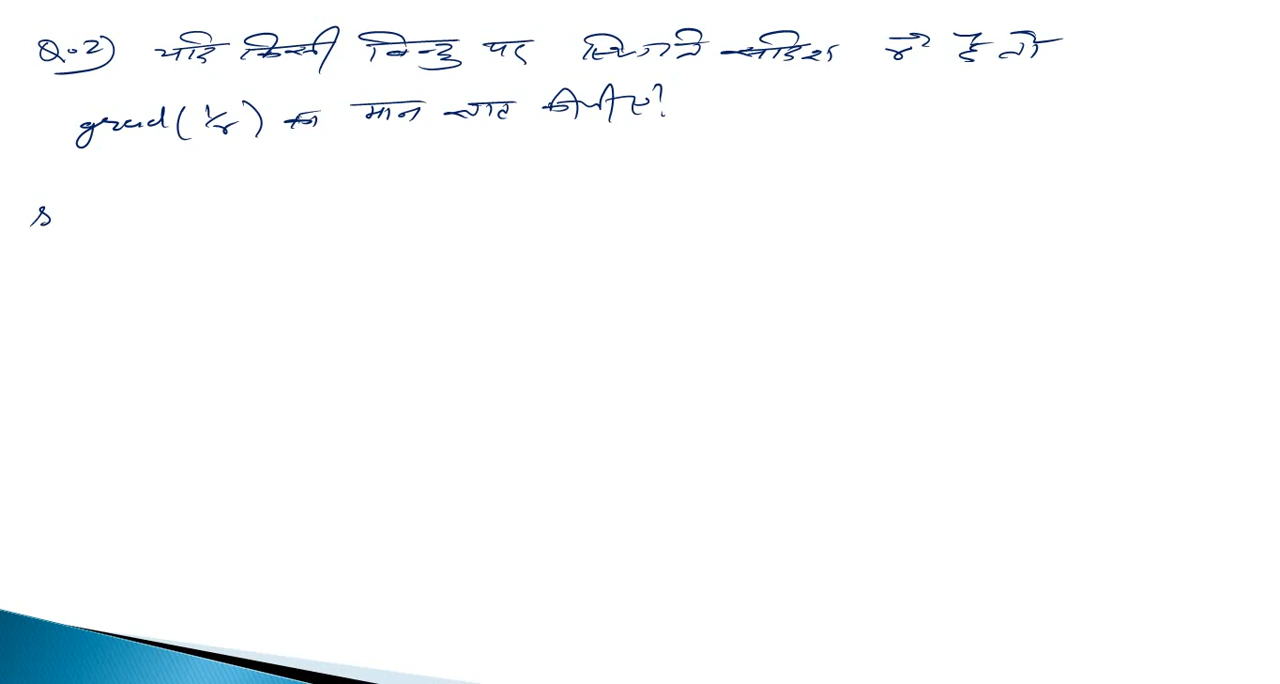 Q.2) यदि किसी बिन्दु पर स्थिति सदिश r⃗ है तो
grad(1/r) का मान ज्ञात कीजिए?
s